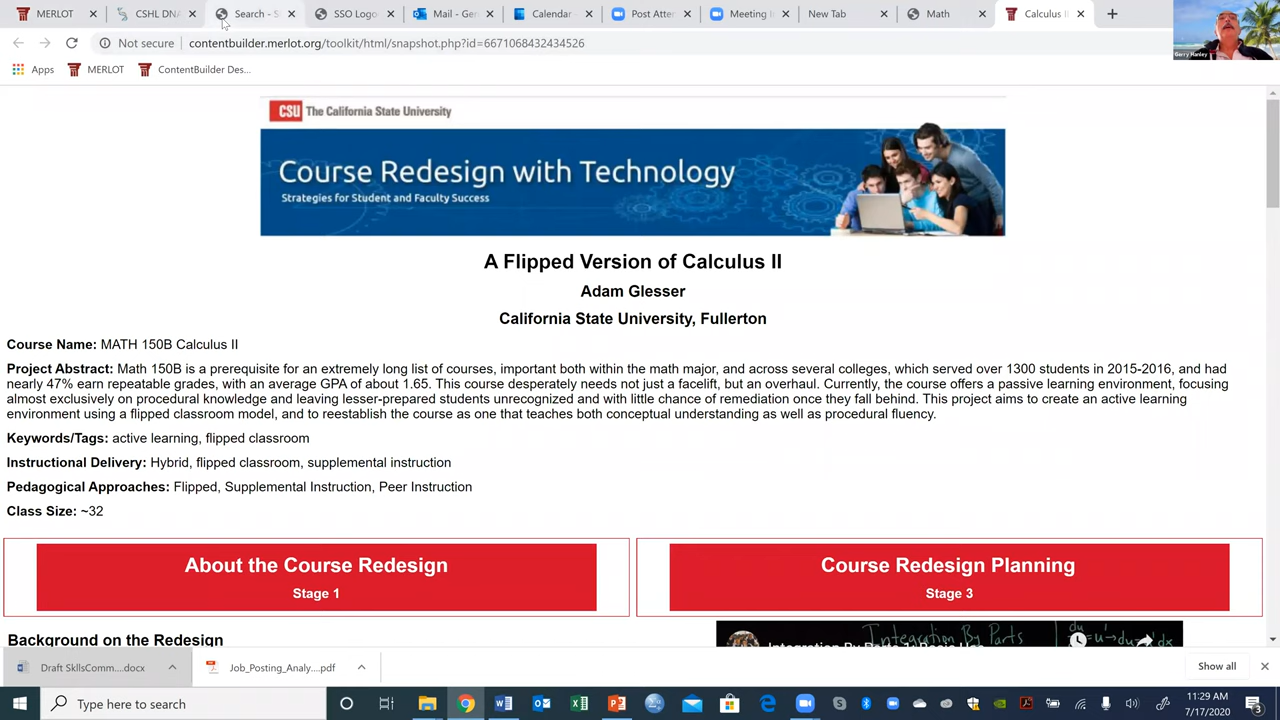 MERLOT
CSHL DNA
Search - S
SSO Logo
Mail - Ger
Calendar
Post Atter
Meeting I
New Tab
Math
Calculus II
Not secure
contentbuilder.merlot.org/toolkit/html/snapshot.php?id=6671068432434526
Gerry Hanley
Apps
MERLOT
ContentBuilder Des...
CSU The California State University
Course Redesign with Technology
Strategies for Student and Faculty Success
A Flipped Version of Calculus II
Adam Glesser
California State University, Fullerton
Course Name: MATH 150B Calculus II
Project Abstract: Math 150B is a prerequisite for an extremely long list of courses, important both within the math major, and across several colleges, which served over 1300 students in 2015-2016, and had
nearly 47% earn repeatable grades, with an average GPA of about 1.65. This course desperately needs not just a facelift, but an overhaul. Currently, the course offers a passive learning environment, focusing
almost exclusively on procedural knowledge and leaving lesser-prepared students unrecognized and with little chance of remediation once they fall behind. This project aims to create an active learning
environment using a flipped classroom model, and to reestablish the course as one that teaches both conceptual understanding as well as procedural fluency.
Keywords/Tags: active learning, flipped classroom
Instructional Delivery: Hybrid, flipped classroom, supplemental instruction
Pedagogical Approaches: Flipped, Supplemental Instruction, Peer Instruction
Class Size: ~32
About the Course Redesign
Stage 1
Course Redesign Planning
Stage 3
Background on the Redesign
Integration By Parts
Draft SkllsComm....docx
Job_Posting_Analy....pdf
Show all
Type here to search
11:29 AM
7/17/2020
3